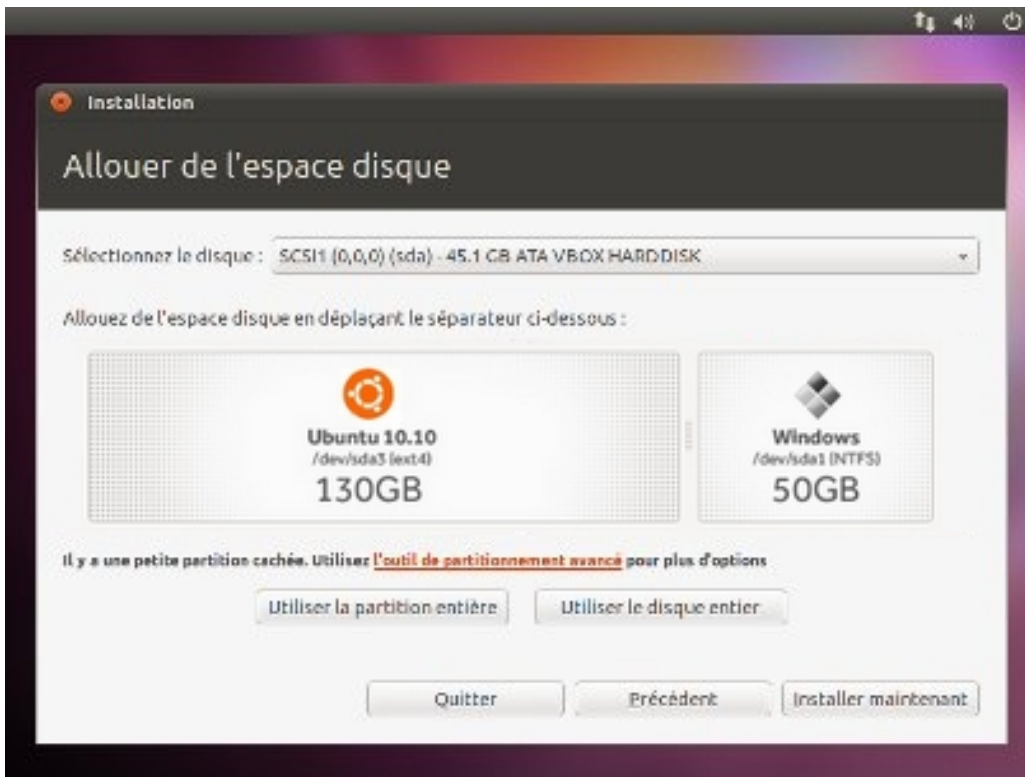 Installation
Allouer de l'espace disque
Sélectionnez le disque : SCSI1 (0,0,0) (sda) - 45.1 GB ATA VBOX HARDDISK
Allouez de l'espace disque en déplaçant le séparateur ci-dessous :
Ubuntu 10.10
/dev/sda3 (ext4)
130GB
Windows
/dev/sda1 (NTFS)
50GB
Il y a une petite partition cachée. Utilisez l'outil de partitionnement avancé pour plus d'options
Utiliser la partition entière
Utiliser le disque entier
Quitter
Précédent
Installer maintenant